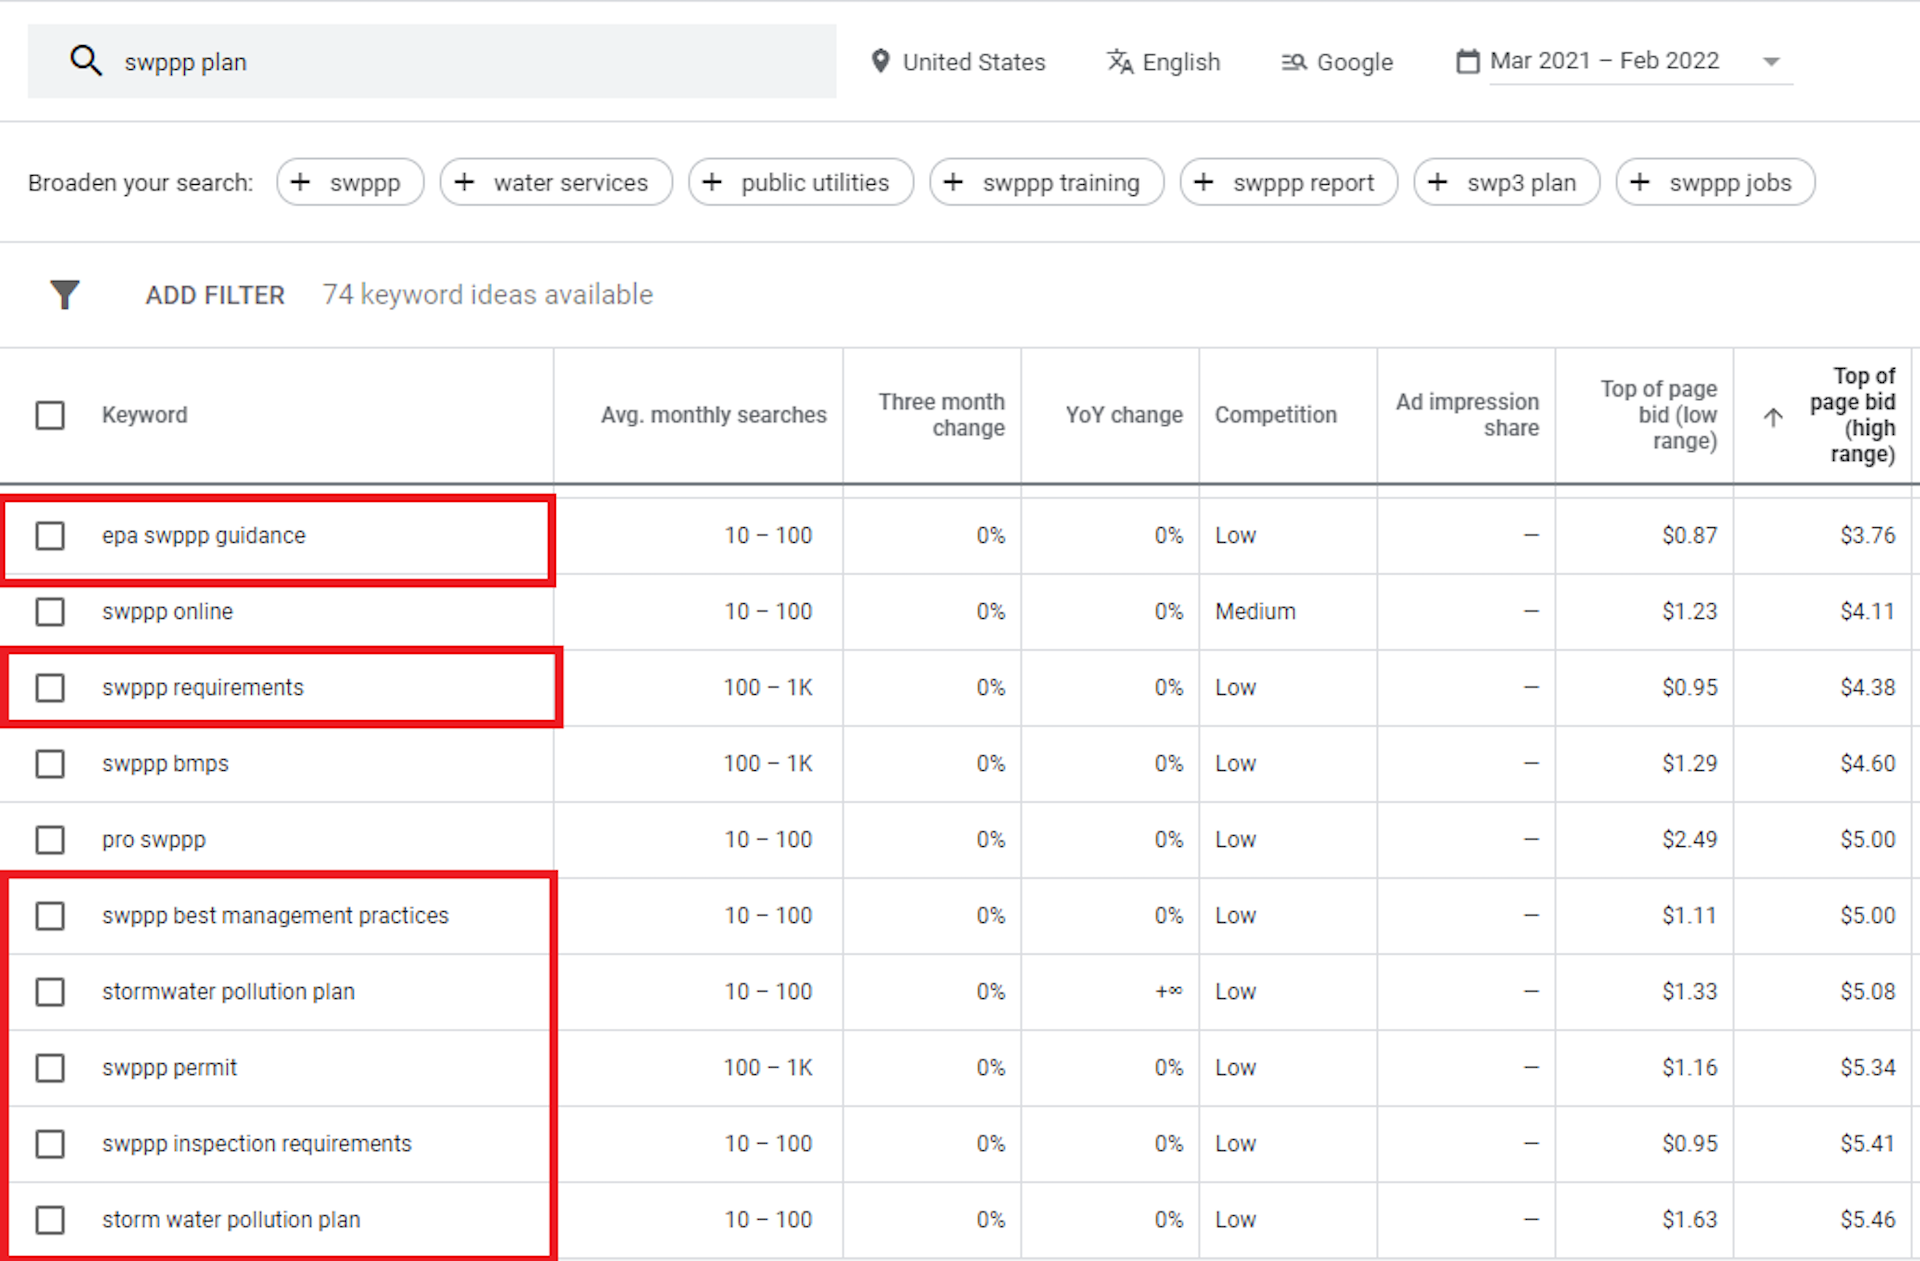 swppp plan United States English Google Mar 2021 – Feb 2022
Broaden your search: + swppp + water services + public utilities + swppp training + swppp report + swp3 plan + swppp jobs
ADD FILTER 74 keyword ideas available
Keyword Avg. monthly searches Three month change YoY change Competition Ad impression share Top of page bid (low range) Top of page bid (high range)
epa swppp guidance 10 – 100 0% 0% Low – $0.87 $3.76
swppp online 10 – 100 0% 0% Medium – $1.23 $4.11
swppp requirements 100 – 1K 0% 0% Low – $0.95 $4.38
swppp bmps 100 – 1K 0% 0% Low – $1.29 $4.60
pro swppp 10 – 100 0% 0% Low – $2.49 $5.00
swppp best management practices 10 – 100 0% 0% Low – $1.11 $5.00
stormwater pollution plan 10 – 100 0% +∞ Low – $1.33 $5.08
swppp permit 100 – 1K 0% 0% Low – $1.16 $5.34
swppp inspection requirements 10 – 100 0% 0% Low – $0.95 $5.41
storm water pollution plan 10 – 100 0% 0% Low – $1.63 $5.46